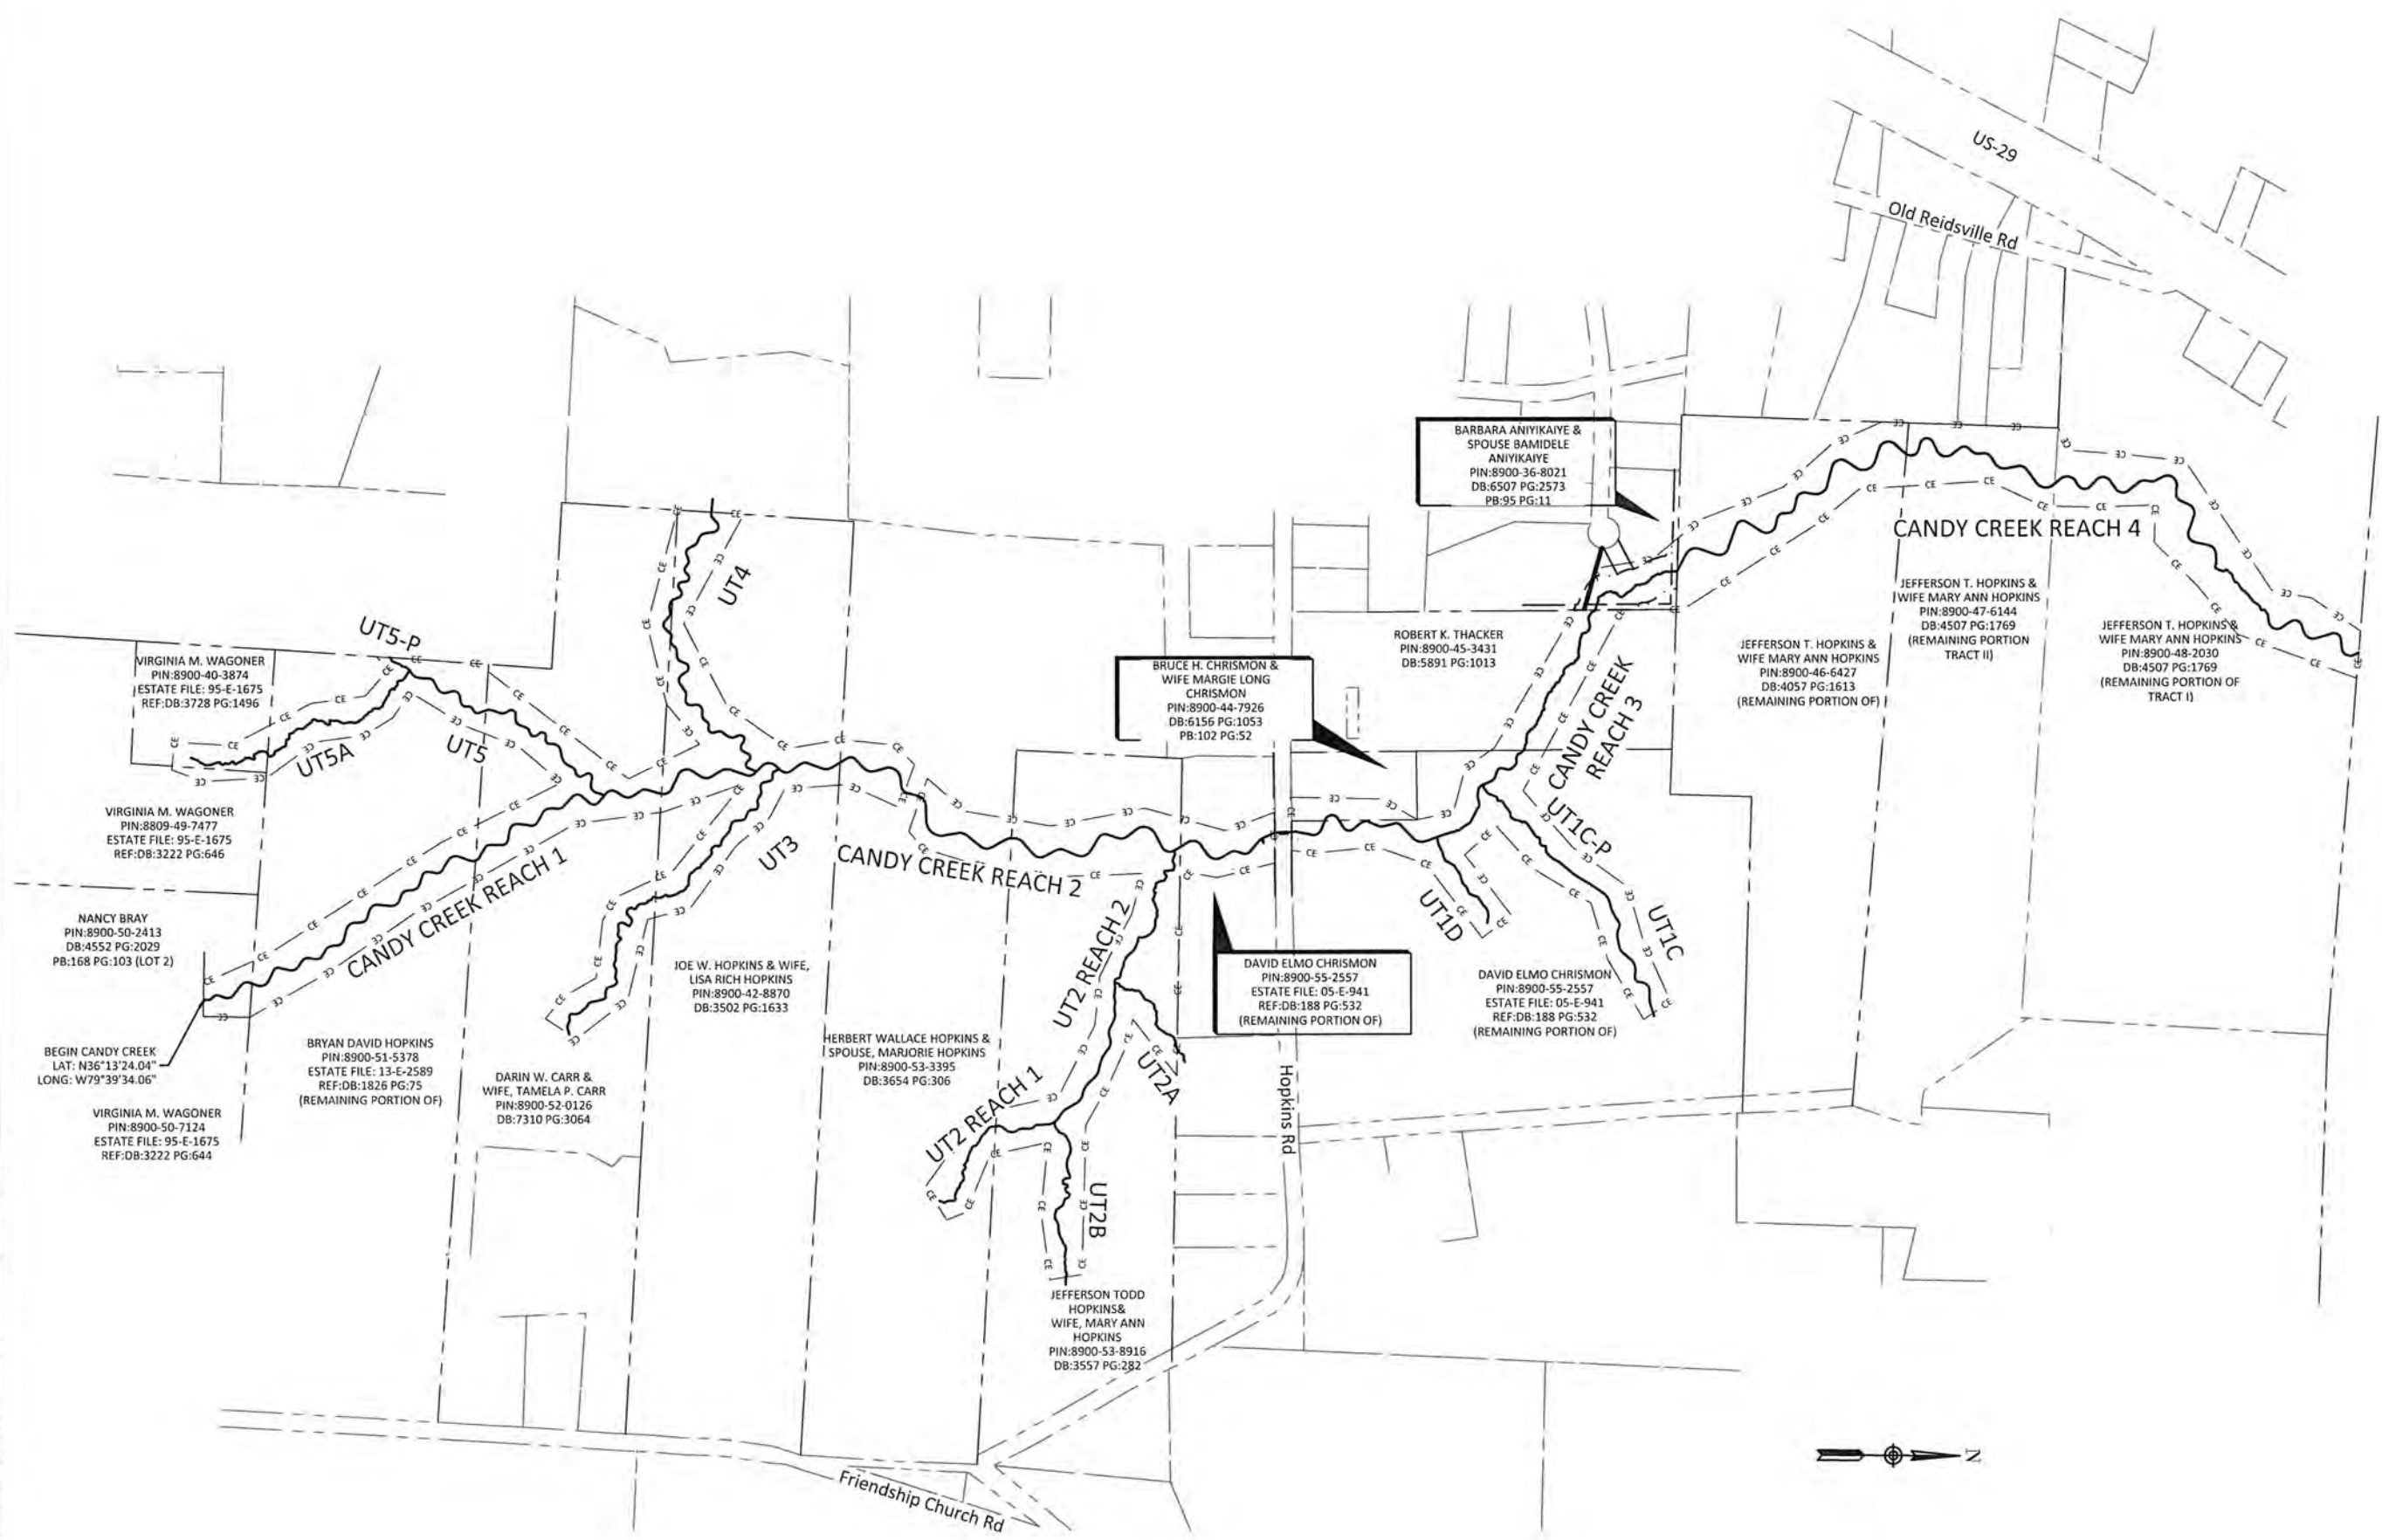 US-29
Old Reidsville Rd
BARBARA ANIYIKAIYE &
SPOUSE BAMIDELE
ANIYIKAIYE
PIN:8900-36-8021
DB:6507 PG:2573
PB:95 PG:11
CANDY CREEK REACH 4
UT4
UT5-P
VIRGINIA M. WAGONER
PIN:8900-40-3874
ESTATE FILE: 95-E-1675
REF:DB:3728 PG:1496
UT5A
UT5
JEFFERSON T. HOPKINS &
WIFE MARY ANN HOPKINS
PIN:8900-47-6144
DB:4507 PG:1769
(REMAINING PORTION
TRACT II)
JEFFERSON T. HOPKINS &
WIFE MARY ANN HOPKINS
PIN:8900-48-2030
DB:4507 PG:1769
(REMAINING PORTION OF
TRACT I)
JEFFERSON T. HOPKINS &
WIFE MARY ANN HOPKINS
PIN:8900-46-6427
DB:4057 PG:1613
(REMAINING PORTION OF)
ROBERT K. THACKER
PIN:8900-45-3431
DB:5891 PG:1013
BRUCE H. CHRISMON &
WIFE MARGIE LONG
CHRISMON
PIN:8900-44-7926
DB:6156 PG:1053
PB:102 PG:52
CANDY CREEK
REACH 3
UT1C-P
UT1C
UT1D
VIRGINIA M. WAGONER
PIN:8809-49-7477
ESTATE FILE: 95-E-1675
REF:DB:3222 PG:646
CANDY CREEK REACH 1
UT3
CANDY CREEK REACH 2
NANCY BRAY
PIN:8900-50-2413
DB:4552 PG:2029
PB:168 PG:103 (LOT 2)
BEGIN CANDY CREEK
LAT: N36°13'24.04"
LONG: W79°39'34.06"
VIRGINIA M. WAGONER
PIN:8900-50-7124
ESTATE FILE: 95-E-1675
REF:DB:3222 PG:644
BRYAN DAVID HOPKINS
PIN:8900-51-5378
ESTATE FILE: 13-E-2589
REF:DB:1826 PG:75
(REMAINING PORTION OF)
DARIN W. CARR &
WIFE, TAMELA P. CARR
PIN:8900-52-0126
DB:7310 PG:3064
JOE W. HOPKINS & WIFE,
LISA RICH HOPKINS
PIN:8900-42-8870
DB:3502 PG:1633
HERBERT WALLACE HOPKINS &
SPOUSE, MARJORIE HOPKINS
PIN:8900-53-3395
DB:3654 PG:306
UT2 REACH 2
UT2A
UT2 REACH 1
UT2B
DAVID ELMO CHRISMON
PIN:8900-55-2557
ESTATE FILE: 05-E-941
REF:DB:188 PG:532
(REMAINING PORTION OF)
DAVID ELMO CHRISMON
PIN:8900-55-2557
ESTATE FILE: 05-E-941
REF:DB:188 PG:532
(REMAINING PORTION OF)
Hopkins Rd
JEFFERSON TODD
HOPKINS&
WIFE, MARY ANN
HOPKINS
PIN:8900-53-8916
DB:3557 PG:282
Friendship Church Rd
N
CE